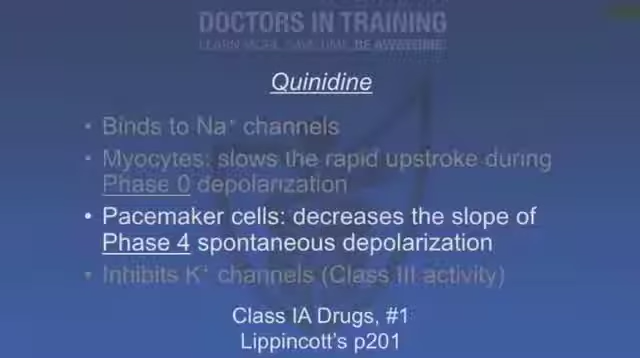 DOCTORS IN TRAINING
LEARN MORE. SAVE TIME. BE AWESOME.
Quinidine
• Binds to Na⁺ channels
• Myocytes: slows the rapid upstroke during
Phase 0 depolarization
• Pacemaker cells: decreases the slope of
Phase 4 spontaneous depolarization
• Inhibits K⁺ channels (Class III activity)
Class IA Drugs, #1
Lippincott's p201